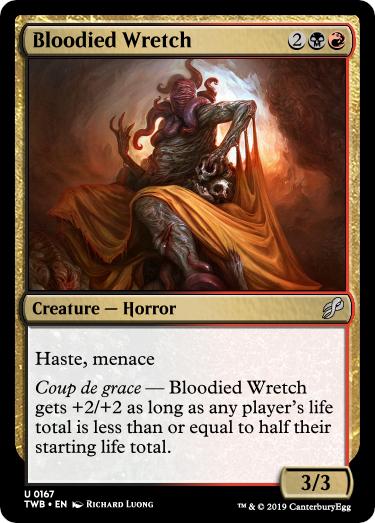 Bloodied Wretch 2
Creature — Horror
Haste, menace
Coup de grace — Bloodied Wretch
gets +2/+2 as long as any player's life
total is less than or equal to half their
starting life total.
3/3
U 0167
TWB • EN Richard Luong
™ & © 2019 CanterburyEgg